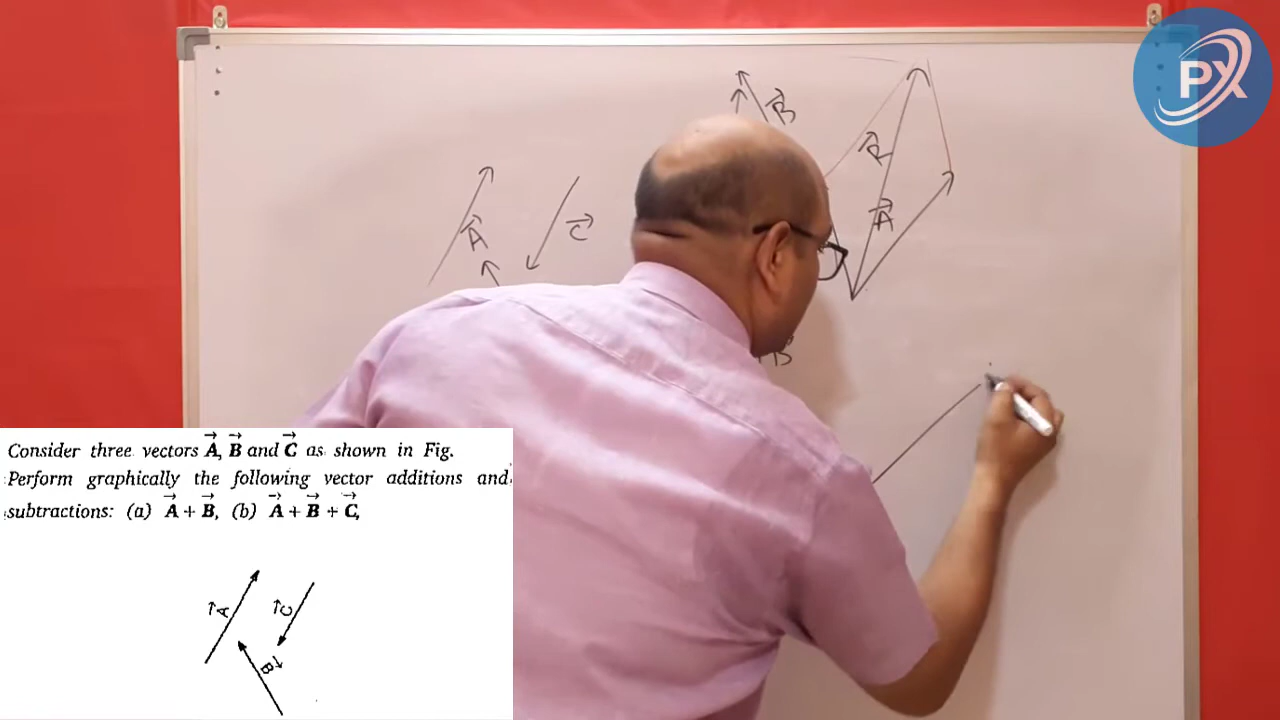 PX
B⃗
R⃗
A⃗
A⃗
C⃗
B⃗
Consider three vectors A⃗, B⃗ and C⃗ as shown in Fig.
Perform graphically the following vector additions and
subtractions: (a) A⃗ + B⃗, (b) A⃗ + B⃗ + C⃗,
A⃗
C⃗
B⃗